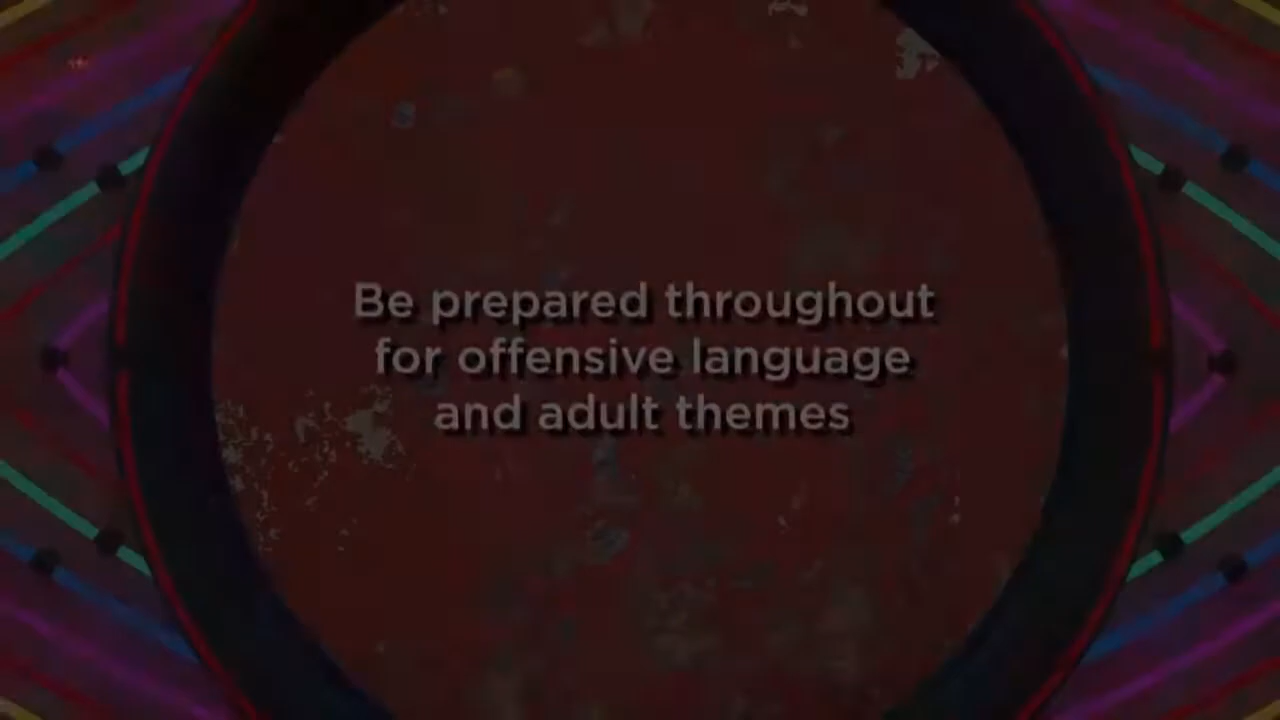 Be prepared throughout
for offensive language
and adult themes